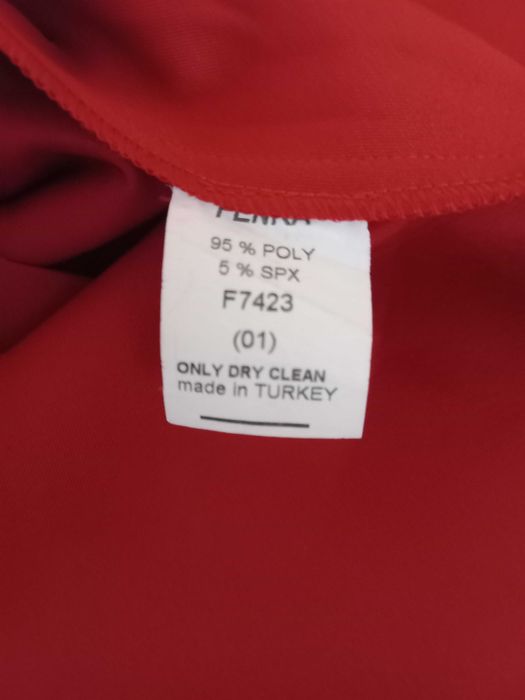 95 % POLY
5 % SPX
F7423
(01)
ONLY DRY CLEAN
made in TURKEY